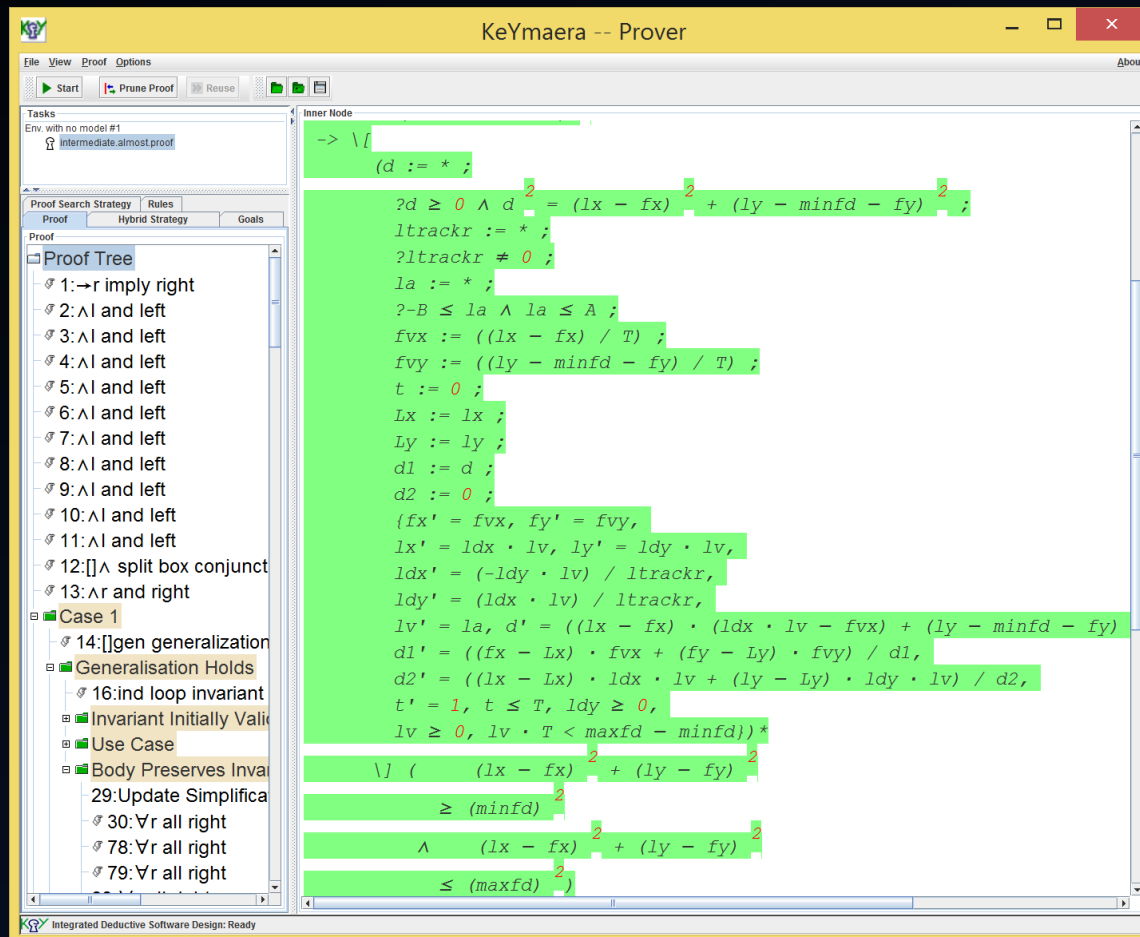 KeYmaera -- Prover
File View Proof Options Abou
Start Prune Proof Reuse
Tasks
Env. with no model #1
intermediate.almost.proof
Proof Search Strategy Rules
Proof Hybrid Strategy Goals
Proof
Proof Tree
1:→r imply right
2:∧l and left
3:∧l and left
4:∧l and left
5:∧l and left
6:∧l and left
7:∧l and left
8:∧l and left
9:∧l and left
10:∧l and left
11:∧l and left
12:[]∧ split box conjunct
13:∧r and right
Case 1
14:[]gen generalization
Generalisation Holds
16:ind loop invariant
Invariant Initially Valid
Use Case
Body Preserves Invar
29:Update Simplifica
30:∀r all right
78:∀r all right
79:∀r all right
Inner Node
-> \[
(d := * ;
?d ≥ 0 ∧ d² = (lx − fx)² + (ly − minfd − fy)² ;
ltrackr := * ;
?ltrackr ≠ 0 ;
la := * ;
?-B ≤ la ∧ la ≤ A ;
fvx := ((lx − fx) / T) ;
fvy := ((ly − minfd − fy) / T) ;
t := 0 ;
Lx := lx ;
Ly := ly ;
d1 := d ;
d2 := 0 ;
{fx' = fvx, fy' = fvy,
lx' = ldx · lv, ly' = ldy · lv,
ldx' = (-ldy · lv) / ltrackr,
ldy' = (ldx · lv) / ltrackr,
lv' = la, d' = ((lx − fx) · (ldx · lv − fvx) + (ly − minfd − fy)
d1' = ((fx − Lx) · fvx + (fy − Ly) · fvy) / d1,
d2' = ((lx − Lx) · ldx · lv + (ly − Ly) · ldy · lv) / d2,
t' = 1, t ≤ T, ldy ≥ 0,
lv ≥ 0, lv · T < maxfd − minfd})*
\] ( (lx − fx)² + (ly − fy)²
≥ (minfd)²
∧ (lx − fx)² + (ly − fy)²
≤ (maxfd)²)
KeY Integrated Deductive Software Design: Ready